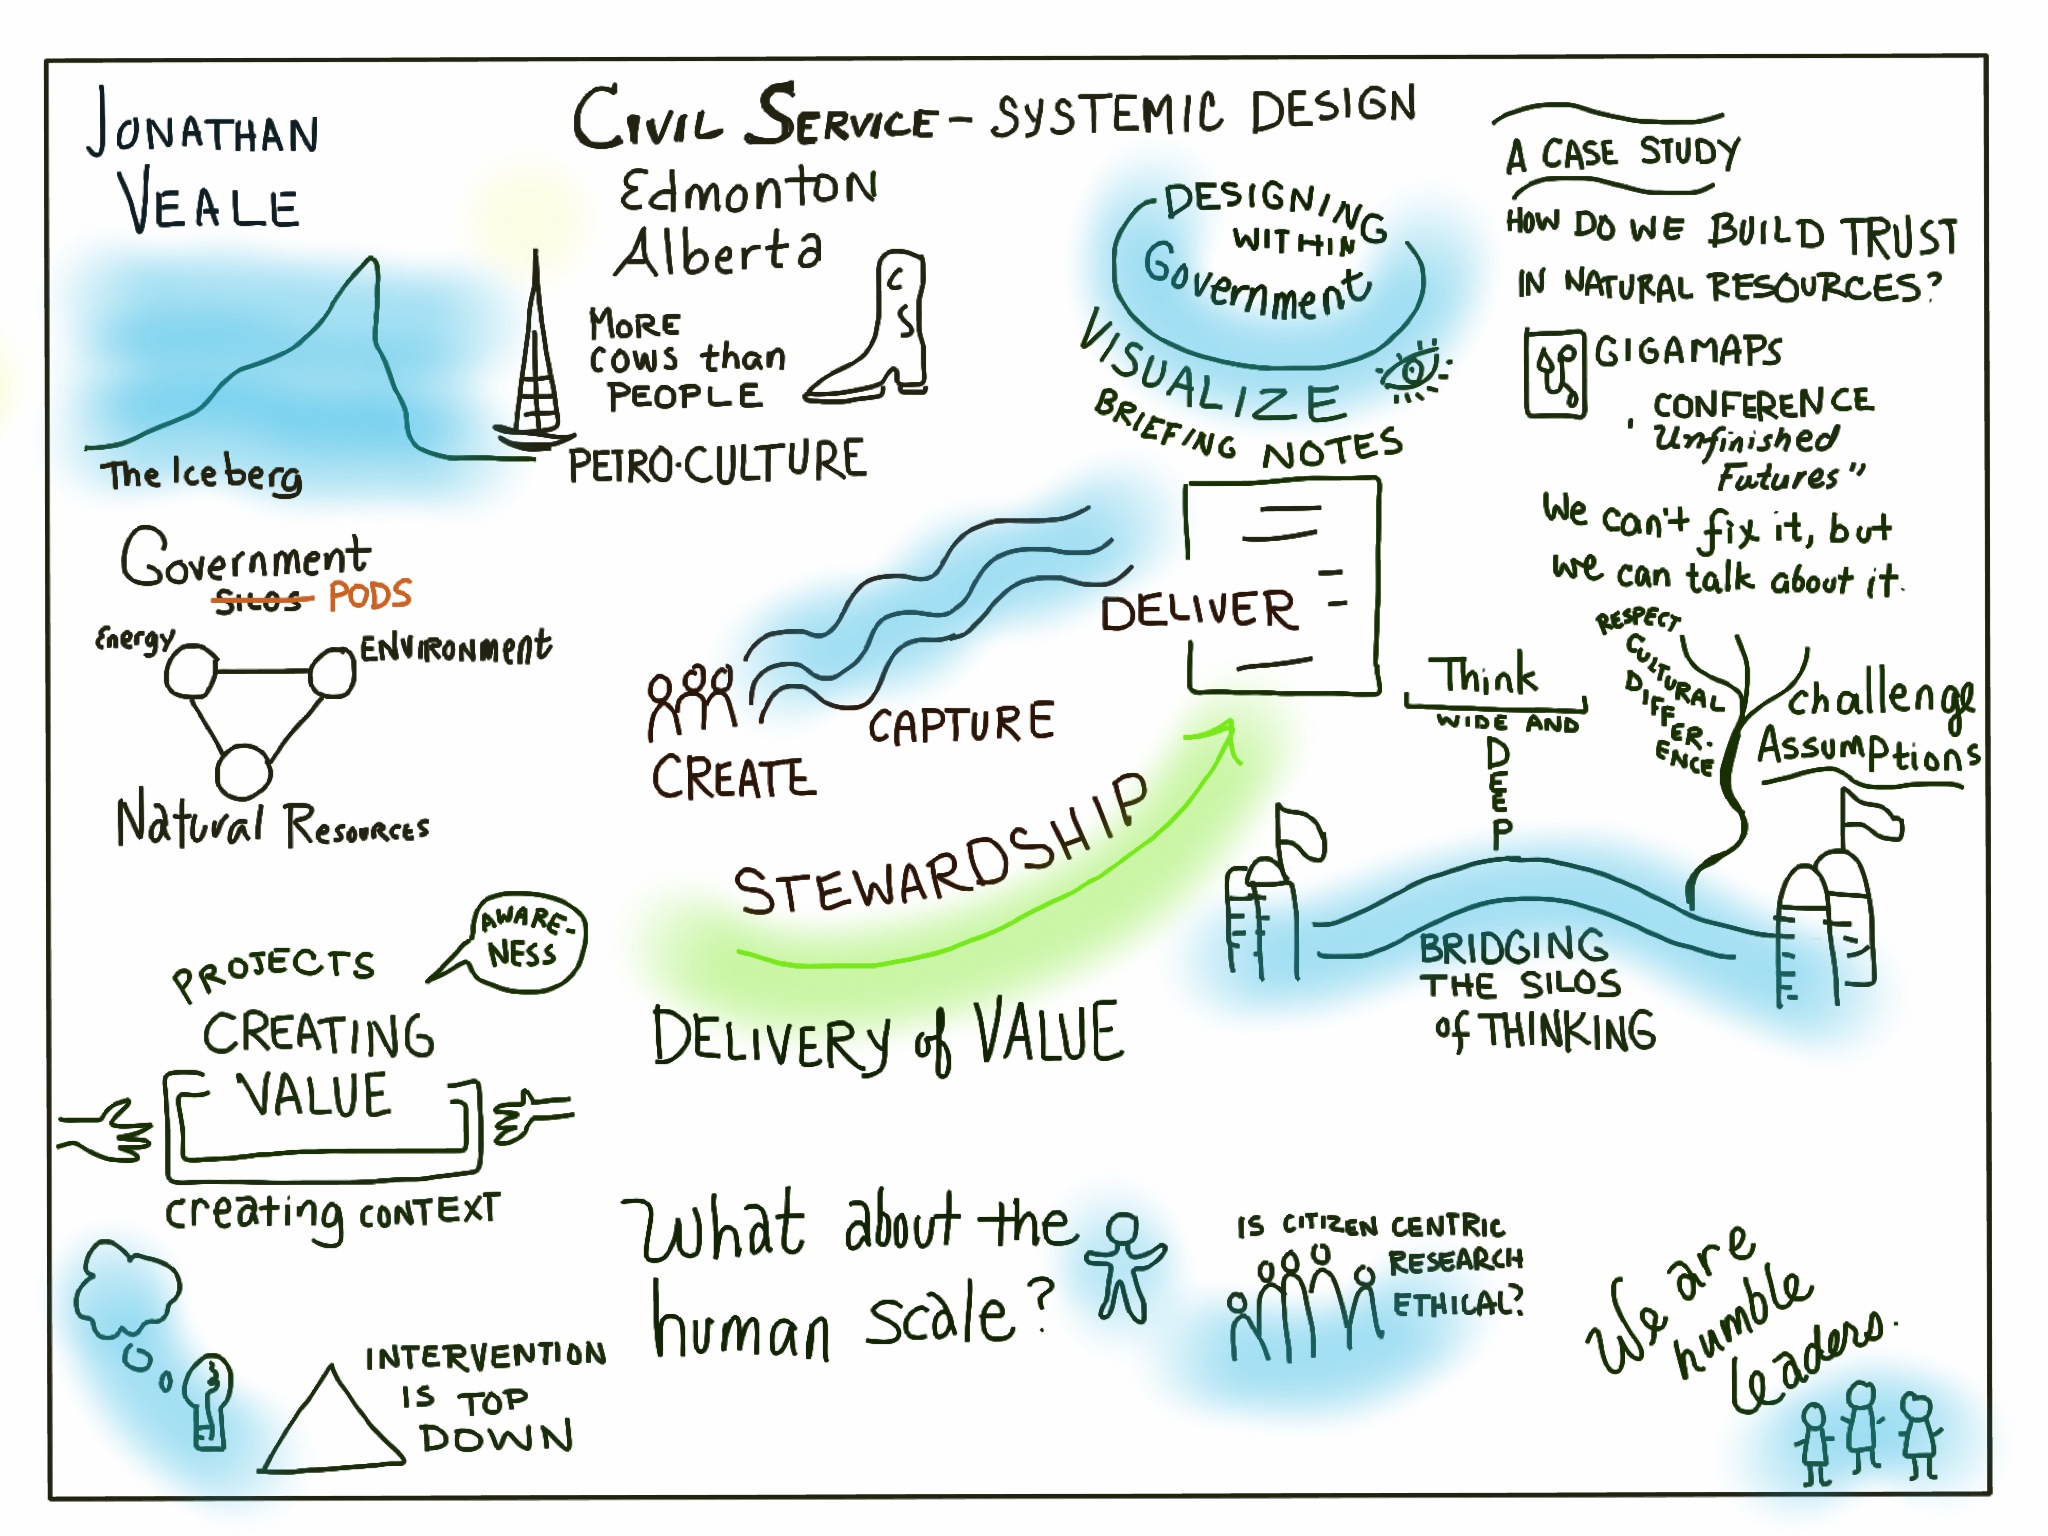 JONATHAN
VEALE
CIVIL SERVICE - SYSTEMIC DESIGN
Edmonton
Alberta
MORE
COWS than
PEOPLE
C
S
PETRO·CULTURE
The Iceberg
DESIGNING
WITHIN
Government
VISUALIZE
BRIEFING NOTES
A CASE STUDY
HOW DO WE BUILD TRUST
IN NATURAL RESOURCES?
GIGAMAPS
CONFERENCE
Unfinished
Futures"
We can't fix it, but
we can talk about it.
Government
SILOS PODS
Energy
ENVIRONMENT
Natural Resources
CREATE
CAPTURE
DELIVER
STEWARDSHIP
DELIVERY of VALUE
Think
WIDE AND
DEEP
RESPECT
CULTURAL
DIFFER.
ENCE
challenge
Assumptions
BRIDGING
THE SILOS
of THINKING
AWARE-
NESS
PROJECTS
CREATING
VALUE
creating CONTEXT
INTERVENTION
IS TOP
DOWN
What about the
human scale?
IS CITIZEN CENTRIC
RESEARCH
ETHICAL?
We are
humble
leaders.